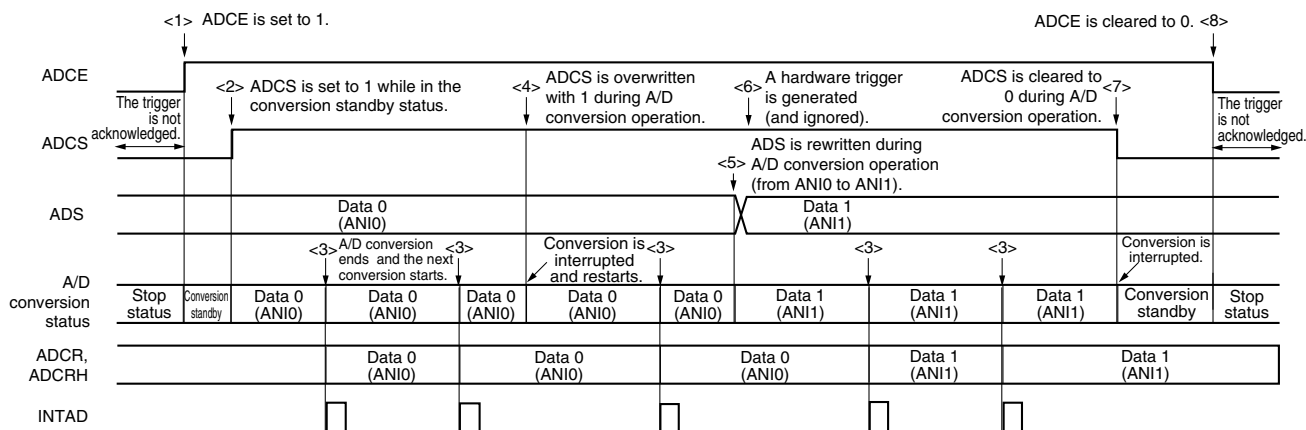 <1> ADCE is set to 1.
ADCE is cleared to 0. <8>
ADCE
<2> ADCS is set to 1 while in the
conversion standby status.
<4> ADCS is overwritten
with 1 during A/D
conversion operation.
<6> A hardware trigger
is generated
(and ignored).
ADCS is cleared to <7>
0 during A/D
conversion operation.
The trigger
is not
acknowledged.
The trigger
is not
acknowledged.
ADCS
<5> ADS is rewritten during
A/D conversion operation
(from ANI0 to ANI1).
ADS
Data 0
(ANI0)
Data 1
(ANI1)
<3> A/D conversion
ends and the next
conversion starts.
<3>
Conversion is
interrupted
and restarts.
<3>
<3>
<3>
Conversion is
interrupted.
A/D
conversion
status
Stop
status
Conversion
standby
Data 0
(ANI0)
Data 0
(ANI0)
Data 0
(ANI0)
Data 0
(ANI0)
Data 0
(ANI0)
Data 1
(ANI1)
Data 1
(ANI1)
Data 1
(ANI1)
Conversion
standby
Stop
status
ADCR,
ADCRH
Data 0
(ANI0)
Data 0
(ANI0)
Data 0
(ANI0)
Data 1
(ANI1)
Data 1
(ANI1)
INTAD